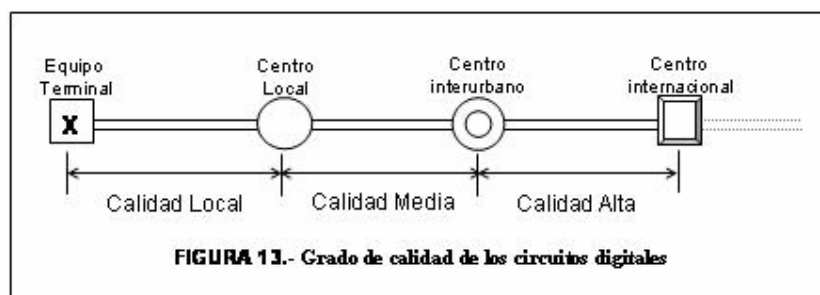 Equipo
Terminal
Centro
Local
Centro
interurbano
Centro
internacional
X
Calidad Local
Calidad Media
Calidad Alta
FIGURA 13.- Grado de calidad de los circuitos digitales